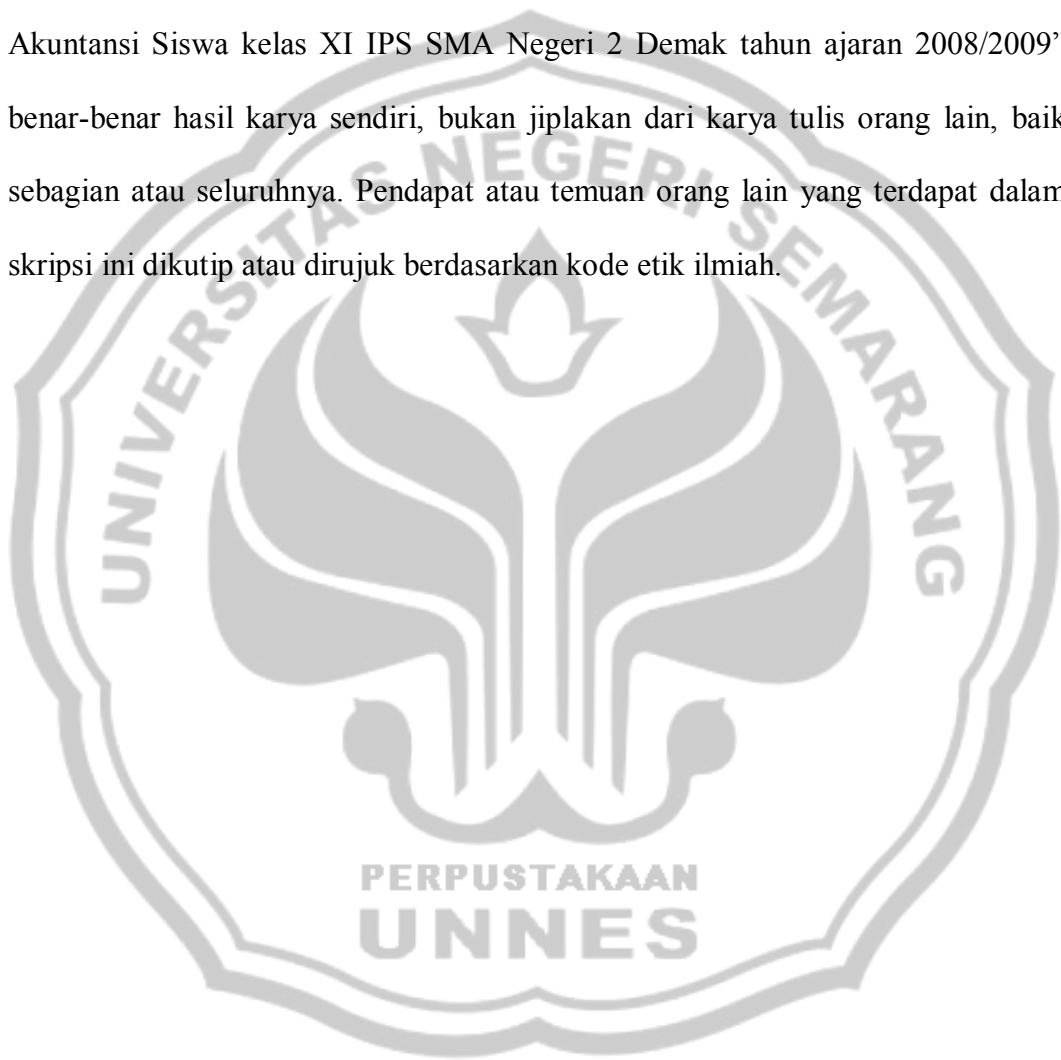 Akuntansi Siswa kelas XI IPS SMA Negeri 2 Demak tahun ajaran 2008/2009”
benar-benar hasil karya sendiri, bukan jiplakan dari karya tulis orang lain, baik
sebagian atau seluruhnya. Pendapat atau temuan orang lain yang terdapat dalam
skripsi ini dikutip atau dirujuk berdasarkan kode etik ilmiah.
UNIVERSITAS NEGERI SEMARANG
PERPUSTAKAAN
UNNES